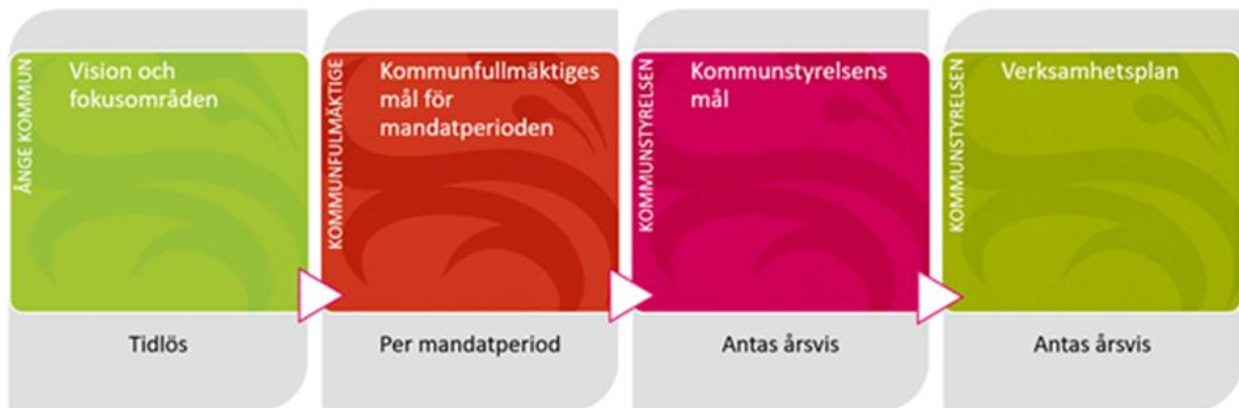 ÅNGE KOMMUN
Vision och
fokusområden
Tidlös
KOMMUNFULMÄKTIGE
Kommunfullmäktiges
mål för
mandatperioden
Per mandatperiod
KOMMUNSTYRELSEN
Kommunstyrelsens
mål
Antas årsvis
KOMMUNSTYRELSEN
Verksamhetsplan
Antas årsvis